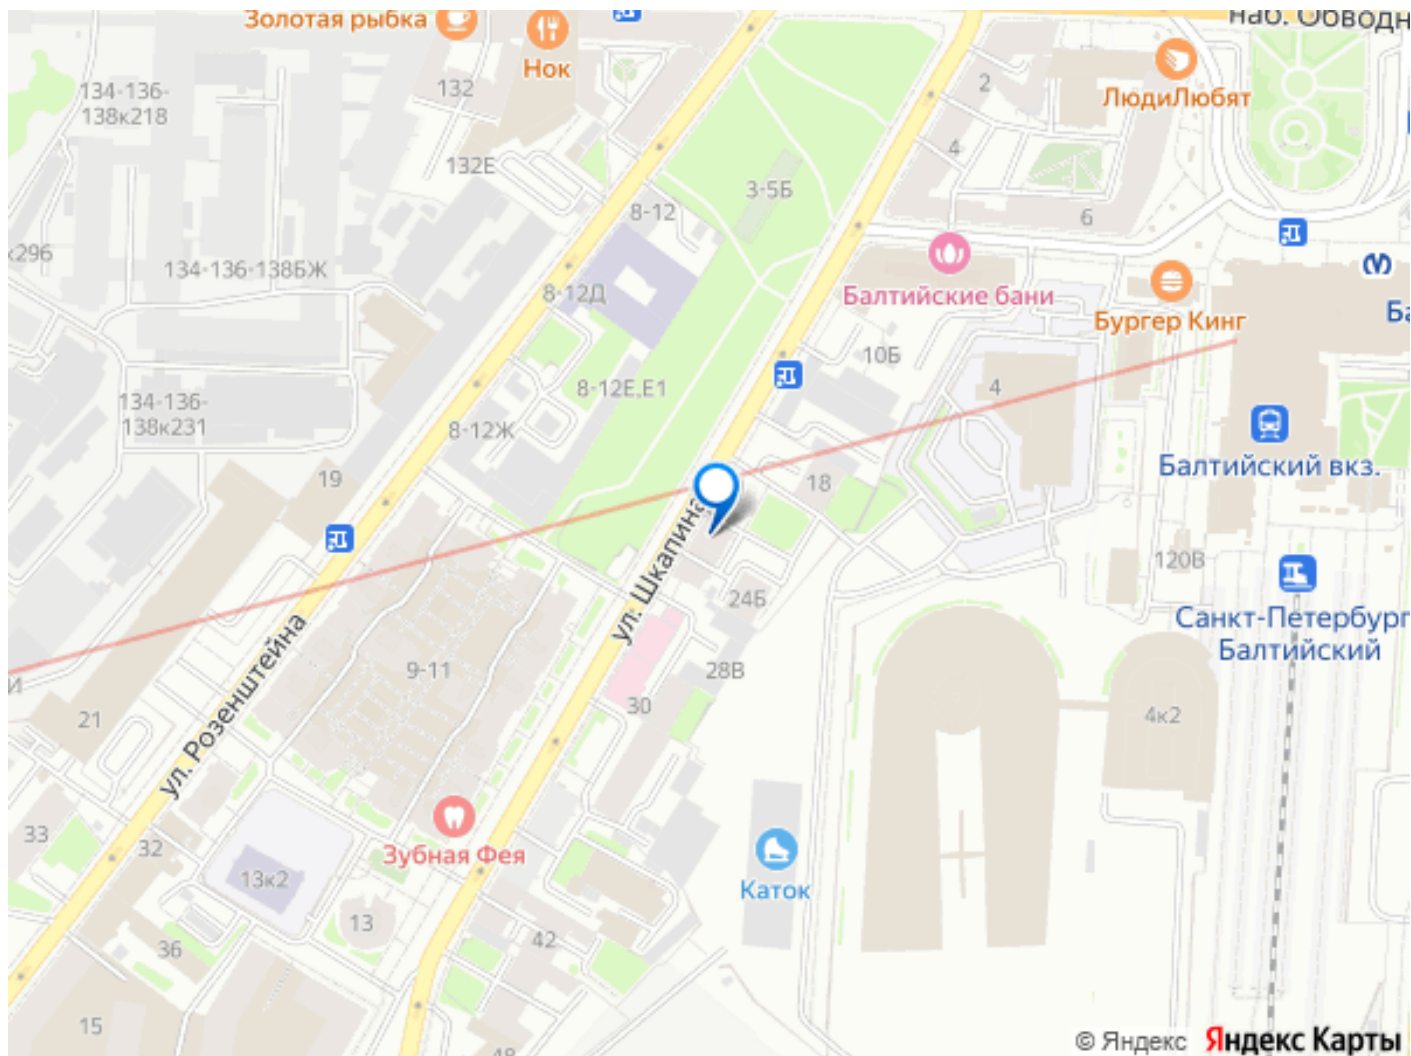 Золотая рыбка
Нок
наб. Обводн
134-136-
138к218
132
132Е
2
ЛюдиЛюбят
4
3-5Б
6
8-12
к296
134-136-138БЖ
8-12Д
Балтийские бани
Бургер Кинг
Ба
10Б
8-12Е,Е1
4
134-136-
138к231
8-12Ж
Балтийский вкз.
19
18
ул. Шкапина
120В
24Б
Санкт-Петербург
Балтийский
ул. Розенштейна
9-11
28В
И
30
21
4к2
33
32
Зубная Фея
Каток
13к2
13
36
42
15
48
© Яндекс
Яндекс Карты